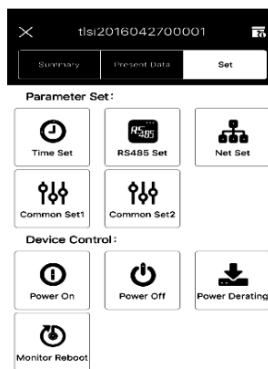 tlsi2016042700001
Summary Present Data Set
Parameter Set:
RS485
Time Set RS485 Set Net Set
Common Set1 Common Set2
Device Control:
Power On Power Off Power Derating
Monitor Reboot